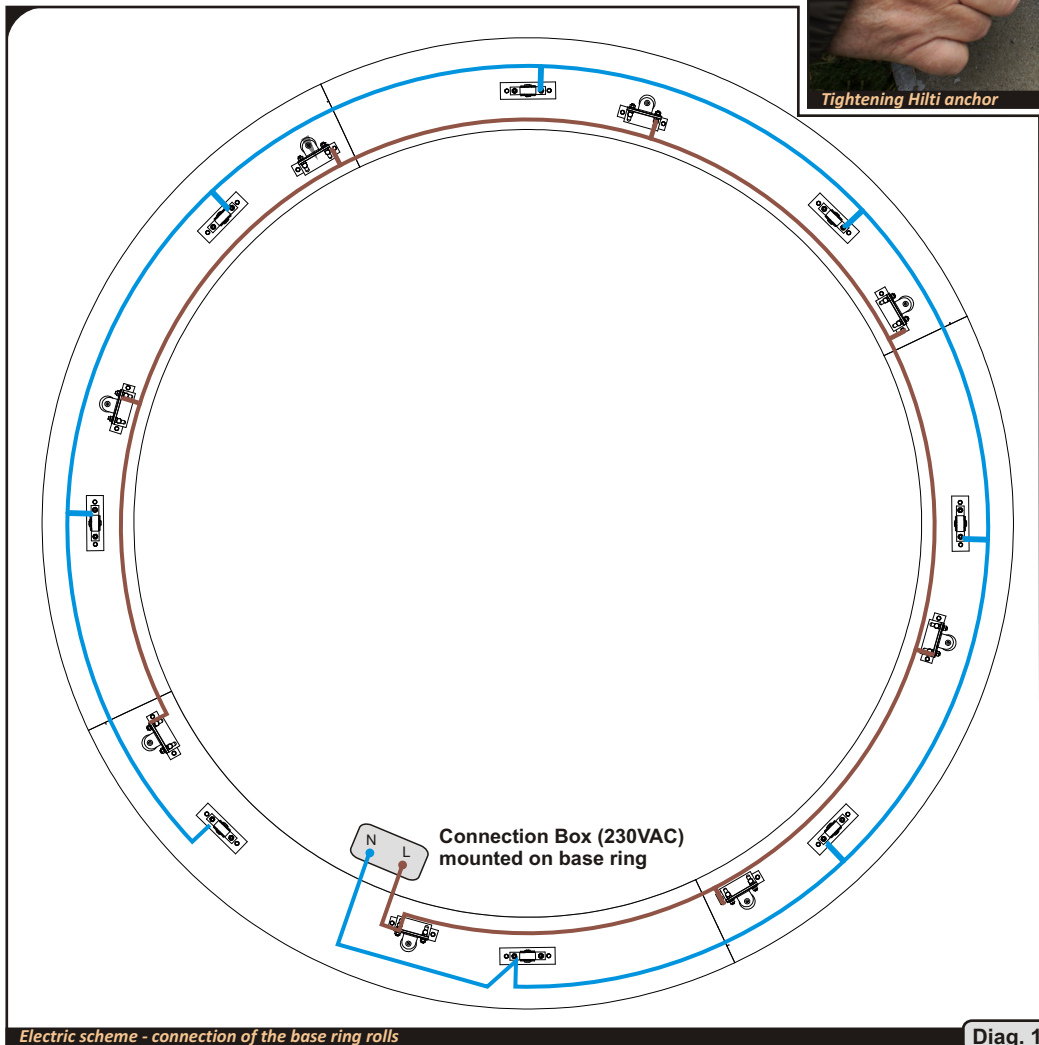 Tightening Hilti anchor
N
L
Connection Box (230VAC)
mounted on base ring
Electric scheme - connection of the base ring rolls
Diag. 1